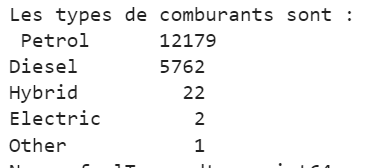 Les types de comburants sont :
Petrol 12179
Diesel 5762
Hybrid 22
Electric 2
Other 1